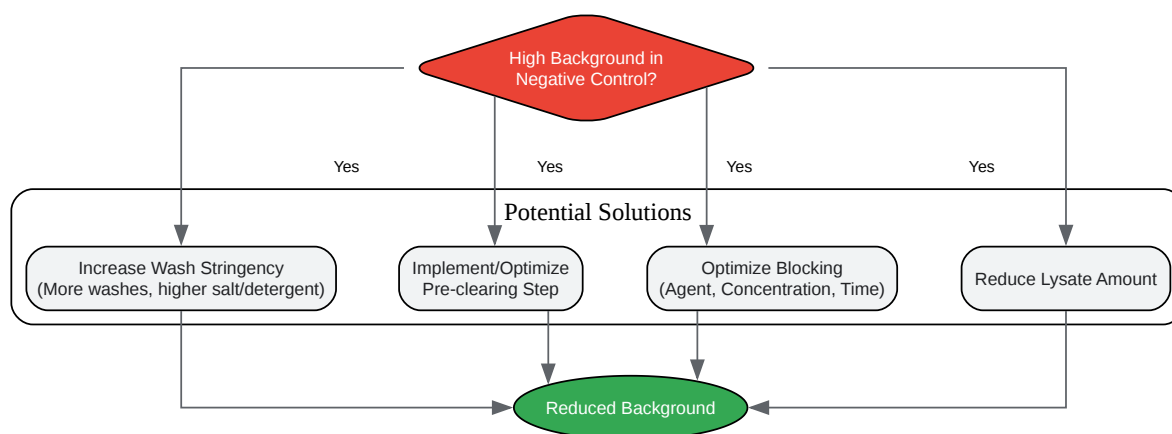 High Background in
Negative Control?
Yes
Yes
Yes
Yes
Potential Solutions
Increase Wash Stringency
(More washes, higher salt/detergent)
Implement/Optimize
Pre-clearing Step
Optimize Blocking
(Agent, Concentration, Time)
Reduce Lysate Amount
Reduced Background